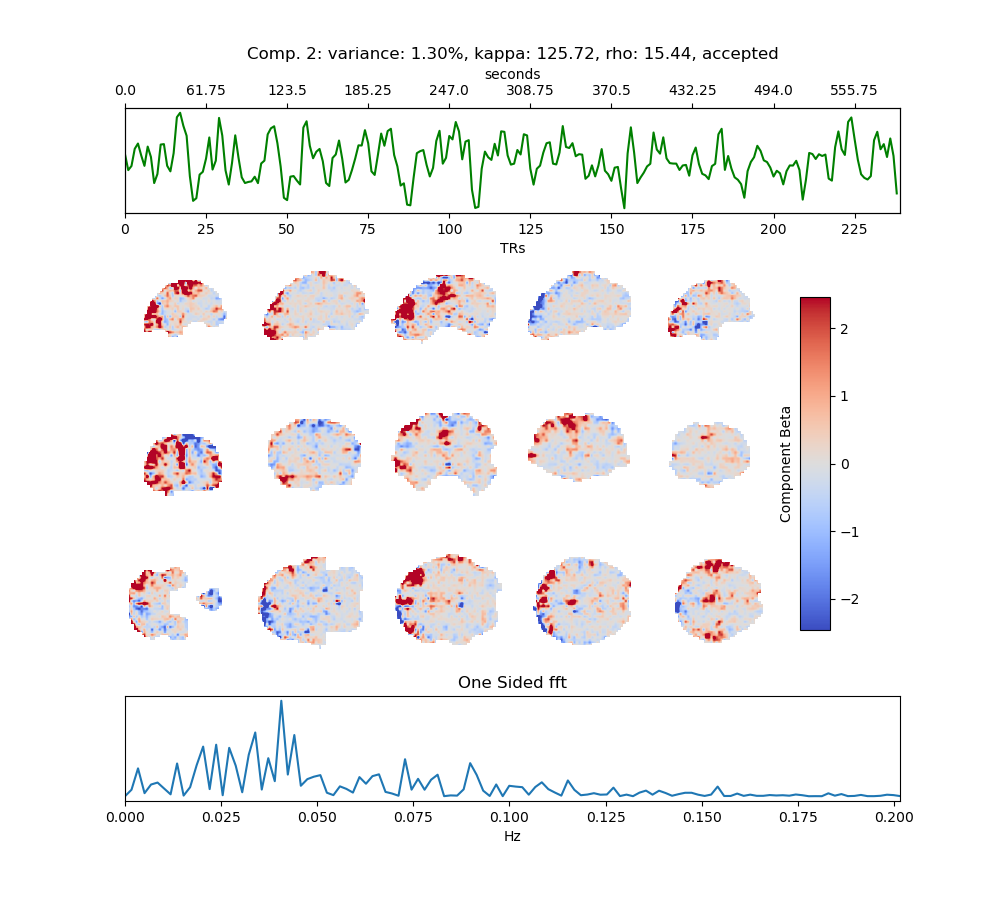 Comp. 2: variance: 1.30%, kappa: 125.72, rho: 15.44, accepted
seconds
0.0 61.75 123.5 185.25 247.0 308.75 370.5 432.25 494.0 555.75
0 25 50 75 100 125 150 175 200 225
TRs
2
1
0
−1
−2
Component Beta
One Sided fft
0.000 0.025 0.050 0.075 0.100 0.125 0.150 0.175 0.200
Hz